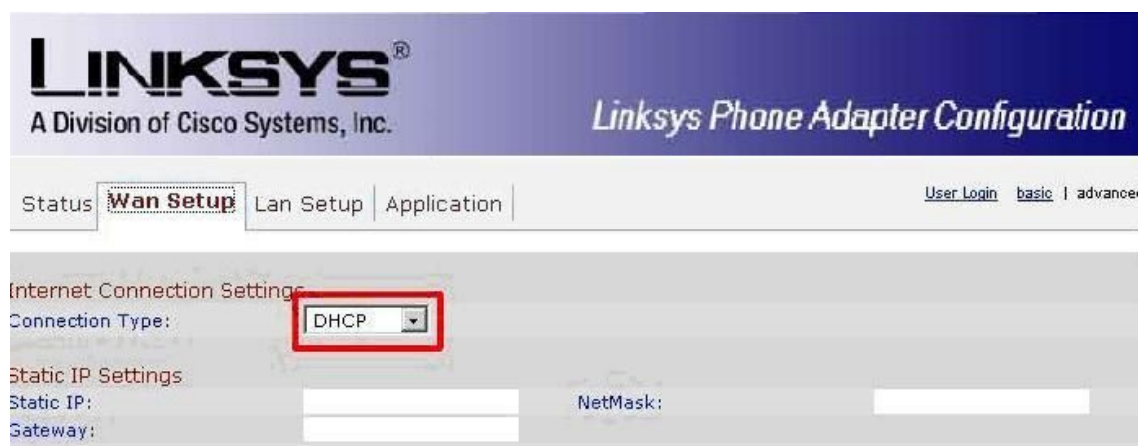 LINKSYS®
A Division of Cisco Systems, Inc.
Linksys Phone Adapter Configuration
Status Wan Setup Lan Setup Application
User Login basic | advanced
Internet Connection Settings
Connection Type: DHCP
Static IP Settings
Static IP: NetMask:
Gateway: